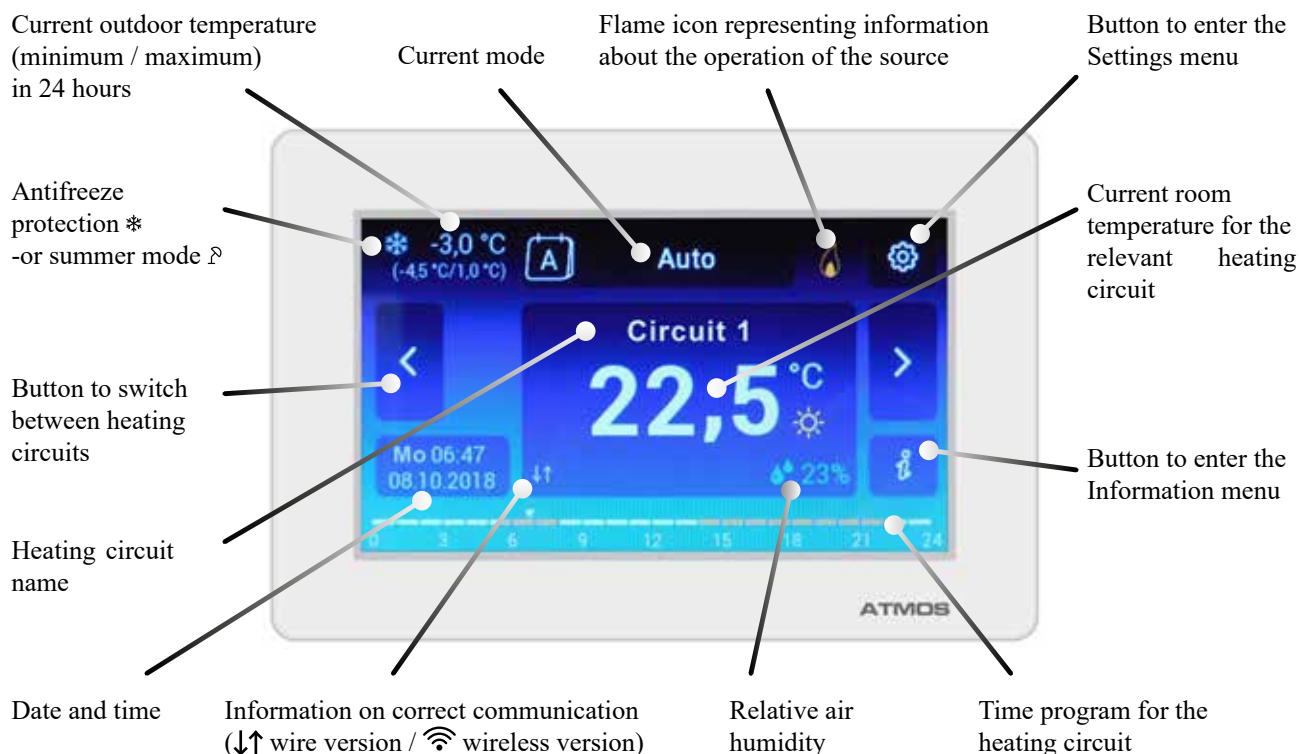 Current outdoor temperature
(minimum / maximum)
in 24 hours
Current mode
Flame icon representing information
about the operation of the source
Button to enter the
Settings menu
Antifreeze
protection ❄
-or summer mode
Current room
temperature for the
relevant heating
circuit
❄ -3,0 °C
(-4,5 °C/1,0 °C)
A
Auto
Circuit 1
22,5 °C
Button to switch
between heating
circuits
Mo 06:47
08.10.2018
↓↑
23%
i
Button to enter the
Information menu
0 3 6 9 12 15 18 21 24
Heating circuit
name
ATMOS
Date and time
Information on correct communication
(↓↑ wire version / wireless version)
Relative air
humidity
Time program for the
heating circuit